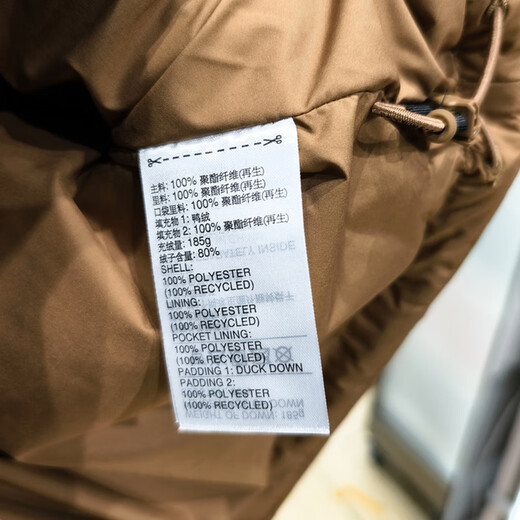 主料: 100% 聚酯纤维(再生)
里料: 100% 聚酯纤维(再生)
口袋里料: 100% 聚酯纤维(再生)
填充物 1: 鸭绒
填充物 2: 100% 聚酯纤维(再生)
充绒量: 185g
绒子含量: 80%
SHELL:
100% POLYESTER
(100% RECYCLED)
LINING:
100% POLYESTER
(100% RECYCLED)
POCKET LINING:
100% POLYESTER
(100% RECYCLED)
PADDING 1: DUCK DOWN
PADDING 2:
100% POLYESTER
(100% RECYCLED)
WEIGHT OF DOWN: 185g